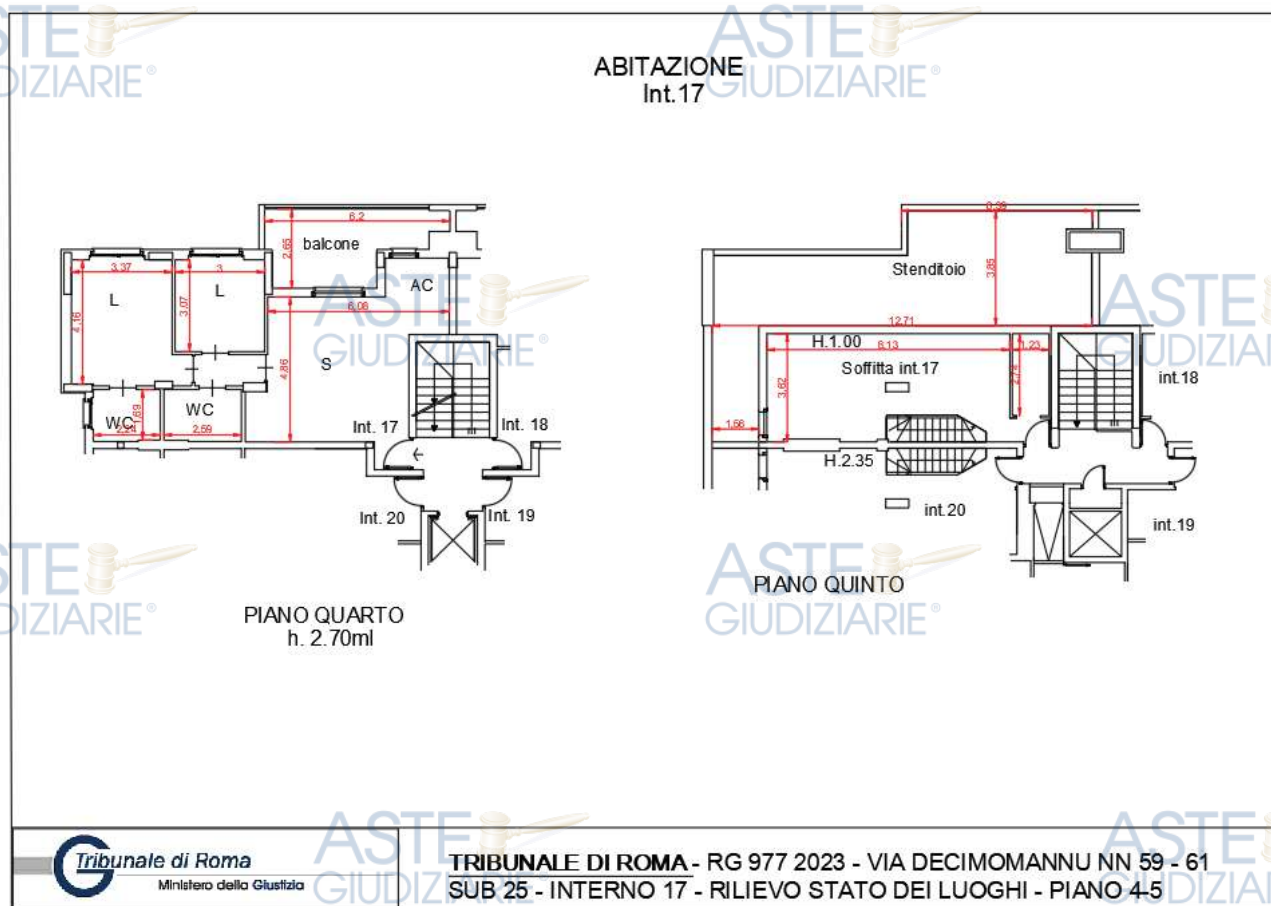 ABITAZIONE
Int.17
6.2
2.65
balcone
3.37
3
L
L
AC
3.07
4.16
6.08
4.86
S
WC
WC
1.69
2.24
2.59
Int. 17
Int. 18
Int. 20
Int. 19
PIANO QUARTO
h. 2.70ml
Stenditoio
3.85
12.71
H.1.00
8.13
1.23
Soffitta int.17
3.62
2.74
int.18
1.66
H.2.35
int.20
int.19
PIANO QUINTO
Tribunale di Roma
Ministero della Giustizia
TRIBUNALE DI ROMA - RG 977 2023 - VIA DECIMOMANNU NN 59 - 61
SUB 25 - INTERNO 17 - RILIEVO STATO DEI LUOGHI - PIANO 4-5
ASTE
GIUDIZIARIE®